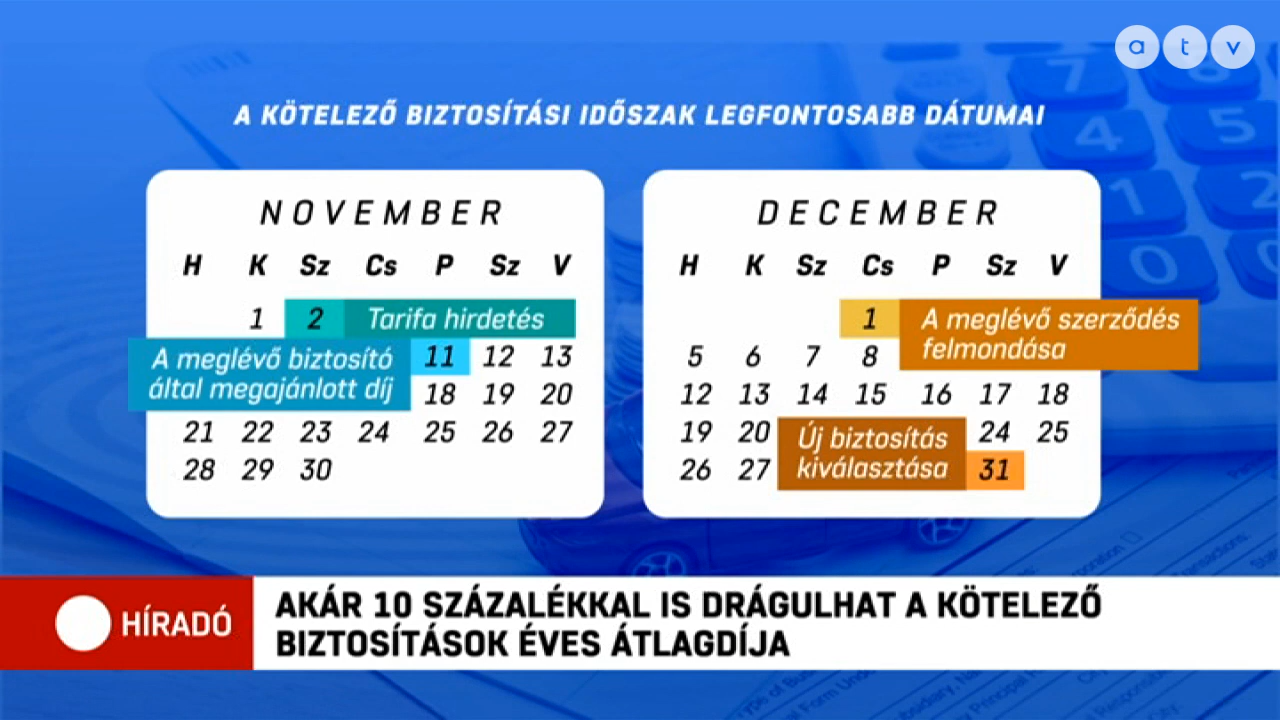 a t v
A KÖTELEZŐ BIZTOSÍTÁSI IDŐSZAK LEGFONTOSABB DÁTUMAI
NOVEMBER
H K Sz Cs P Sz V
1 2 Tarifa hirdetés
A meglévő biztosító
által megajánlott díj
11 12 13
18 19 20
21 22 23 24 25 26 27
28 29 30
DECEMBER
H K Sz Cs P Sz V
1 A meglévő szerződés
felmondása
5 6 7 8
12 13 14 15 16 17 18
19 20 Új biztosítás 24 25
26 27 kiválasztása 31
HÍRADÓ
AKÁR 10 SZÁZALÉKKAL IS DRÁGULHAT A KÖTELEZŐ
BIZTOSÍTÁSOK ÉVES ÁTLAGDÍJA